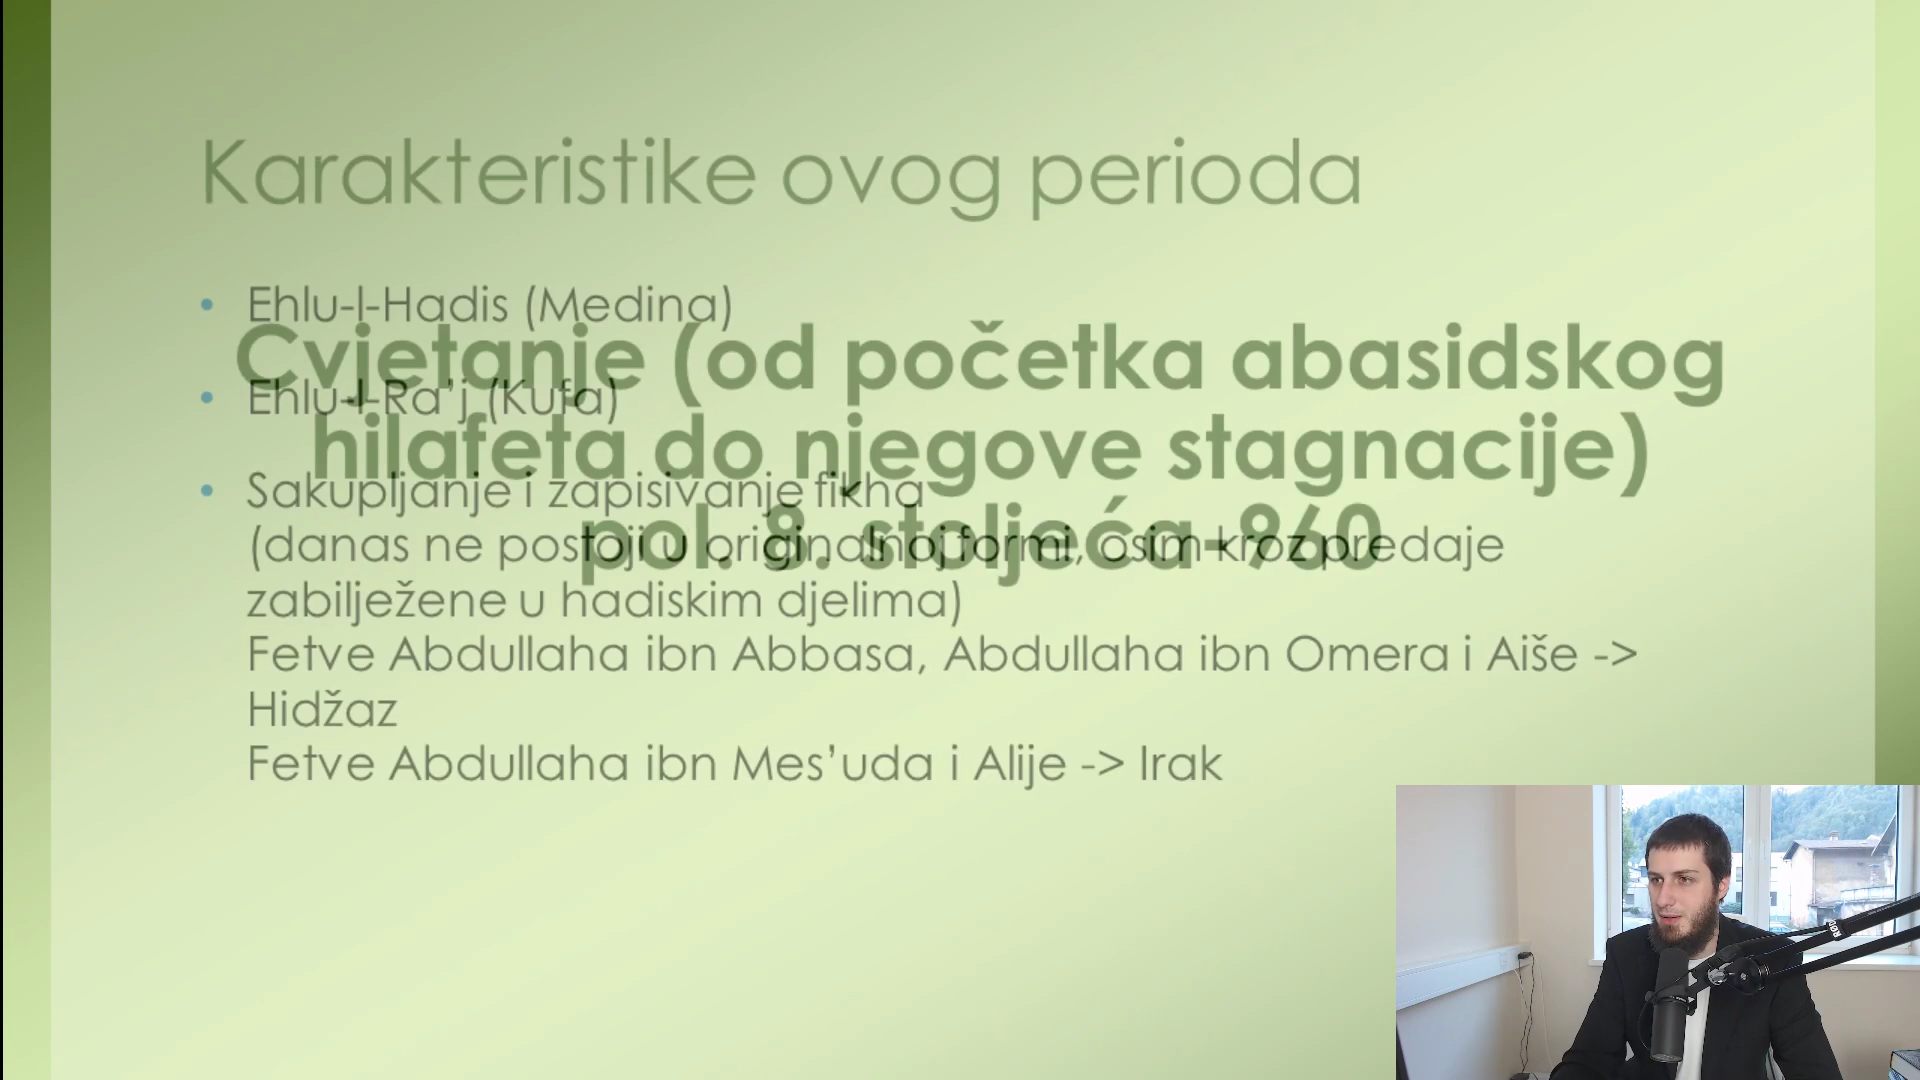 Karakteristike ovog perioda
• Ehlu-l-Hadis (Medina)
• Ehlu-l-Ra'j (Kufa)
• Sakupljanje i zapisivanje fikha
(danas ne postoji u originalnoj formi, osim kroz predaje
zabilježene u hadiskim djelima)
Fetve Abdullaha ibn Abbasa, Abdullaha ibn Omera i Aiše ->
Hidžaz
Fetve Abdullaha ibn Mes’uda i Alije -> Irak
Cvjetanje (od početka abasidskog
hilafeta do njegove stagnacije)
pol. 8. stoljeća-960